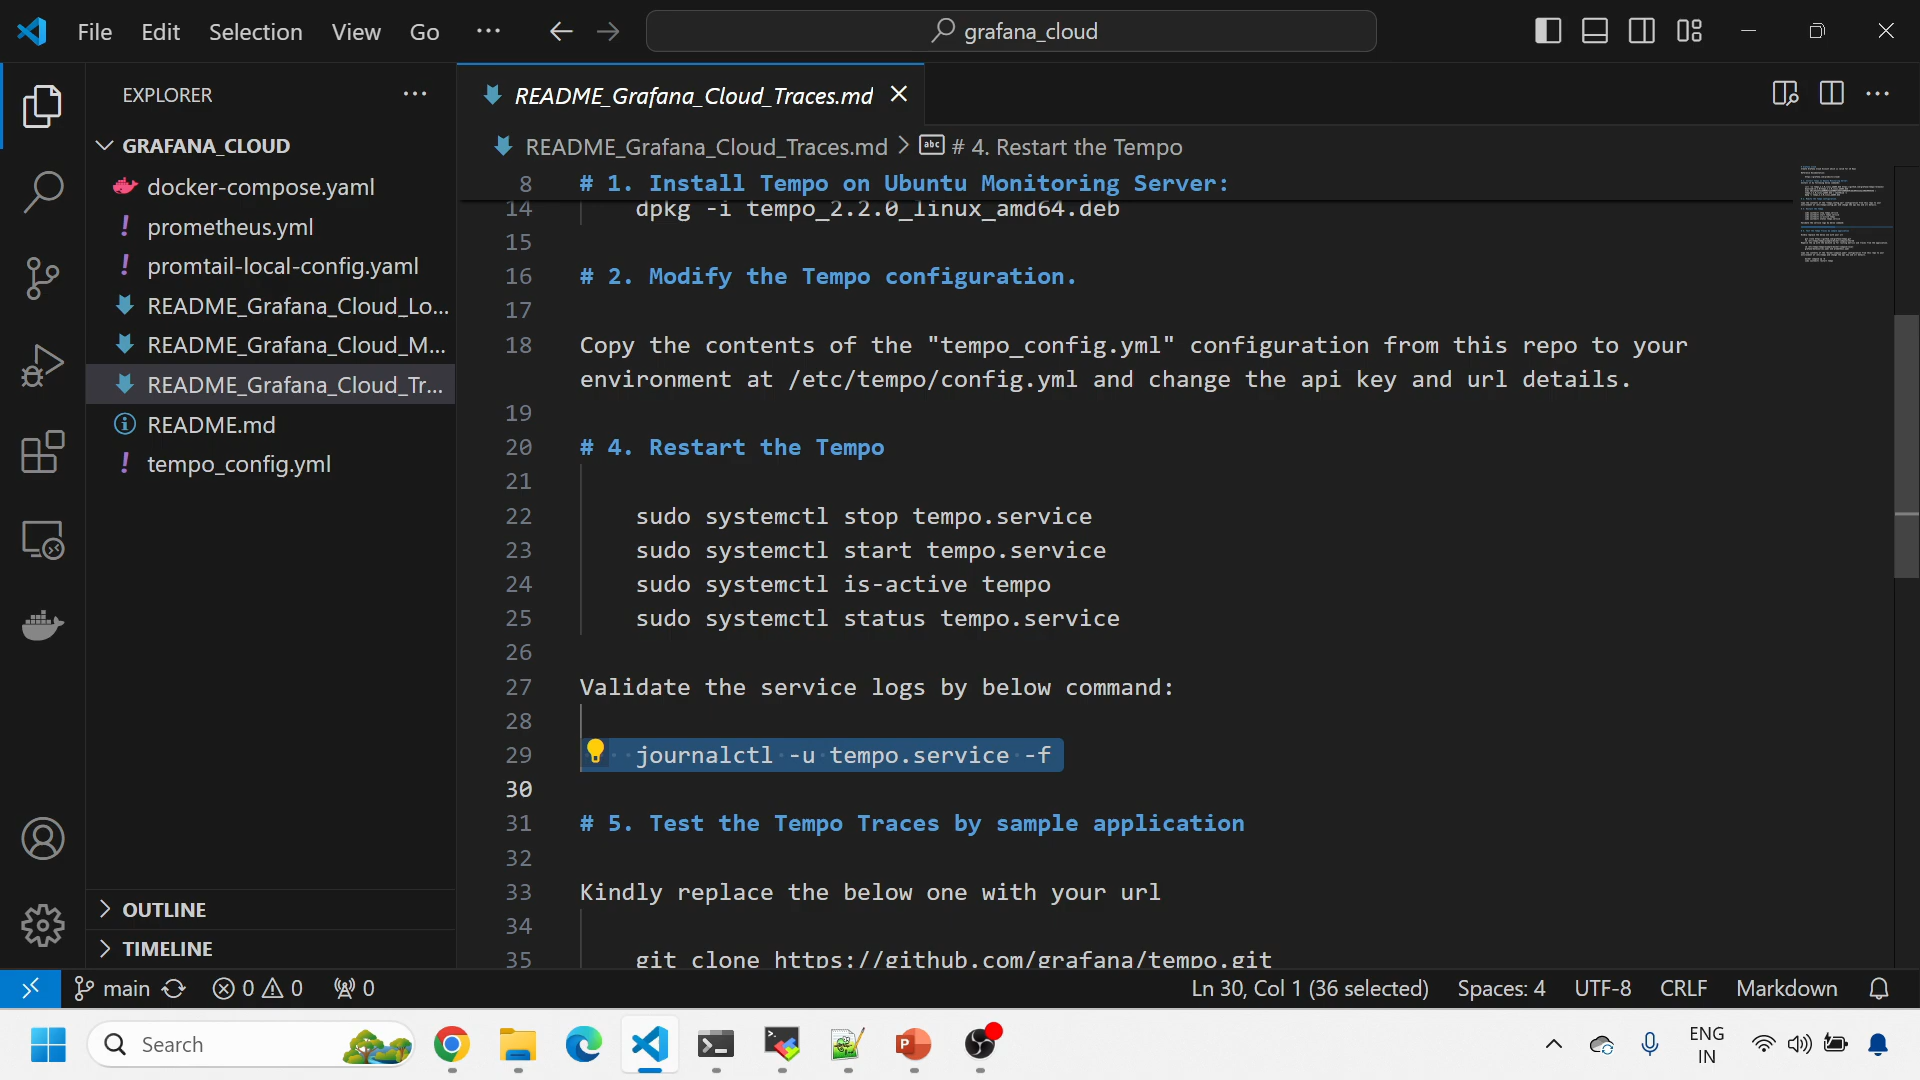 File Edit Selection View Go ···
grafana_cloud
EXPLORER
GRAFANA_CLOUD
docker-compose.yaml
! prometheus.yml
! promtail-local-config.yaml
README_Grafana_Cloud_Lo...
README_Grafana_Cloud_M...
README_Grafana_Cloud_Tr...
README.md
! tempo_config.yml
OUTLINE
TIMELINE
README_Grafana_Cloud_Traces.md
README_Grafana_Cloud_Traces.md > abc # 4. Restart the Tempo
8 # 1. Install Tempo on Ubuntu Monitoring Server:
14 dpkg -i tempo_2.2.0_linux_amd64.deb
15
16 # 2. Modify the Tempo configuration.
17
18 Copy the contents of the "tempo_config.yml" configuration from this repo to your
environment at /etc/tempo/config.yml and change the api key and url details.
19
20 # 4. Restart the Tempo
21
22 sudo systemctl stop tempo.service
23 sudo systemctl start tempo.service
24 sudo systemctl is-active tempo
25 sudo systemctl status tempo.service
26
27 Validate the service logs by below command:
28
29 journalctl -u tempo.service -f
30
31 # 5. Test the Tempo Traces by sample application
32
33 Kindly replace the below one with your url
34
35 git clone https://github.com/grafana/tempo.git
main 0 0 0
Ln 30, Col 1 (36 selected) Spaces: 4 UTF-8 CRLF Markdown
Search
ENG
IN